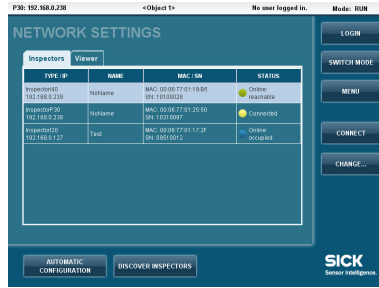 P30: 192.168.0.238 <Object 1> No user logged in. Mode: RUN
NETWORK SETTINGS
LOGIN
Inspectors Viewer
SWITCH MODE
TYPE / IP NAME MAC / SN STATUS
InspectorI40 NoName MAC: 00:06:77:01:19:B5 Online
192.168.0.239 SN: 10100028 reachable
MENU
InspectorP30 NoName MAC: 00:06:77:01:25:50 Connected
192.168.0.238 SN: 10310097
InspectorI20 Test MAC: 00:06:77:01:17:2F Online
192.168.0.127 SN: 09510012 occupied
CONNECT
CHANGE...
AUTOMATIC
CONFIGURATION
DISCOVER INSPECTORS
SICK
Sensor Intelligence.